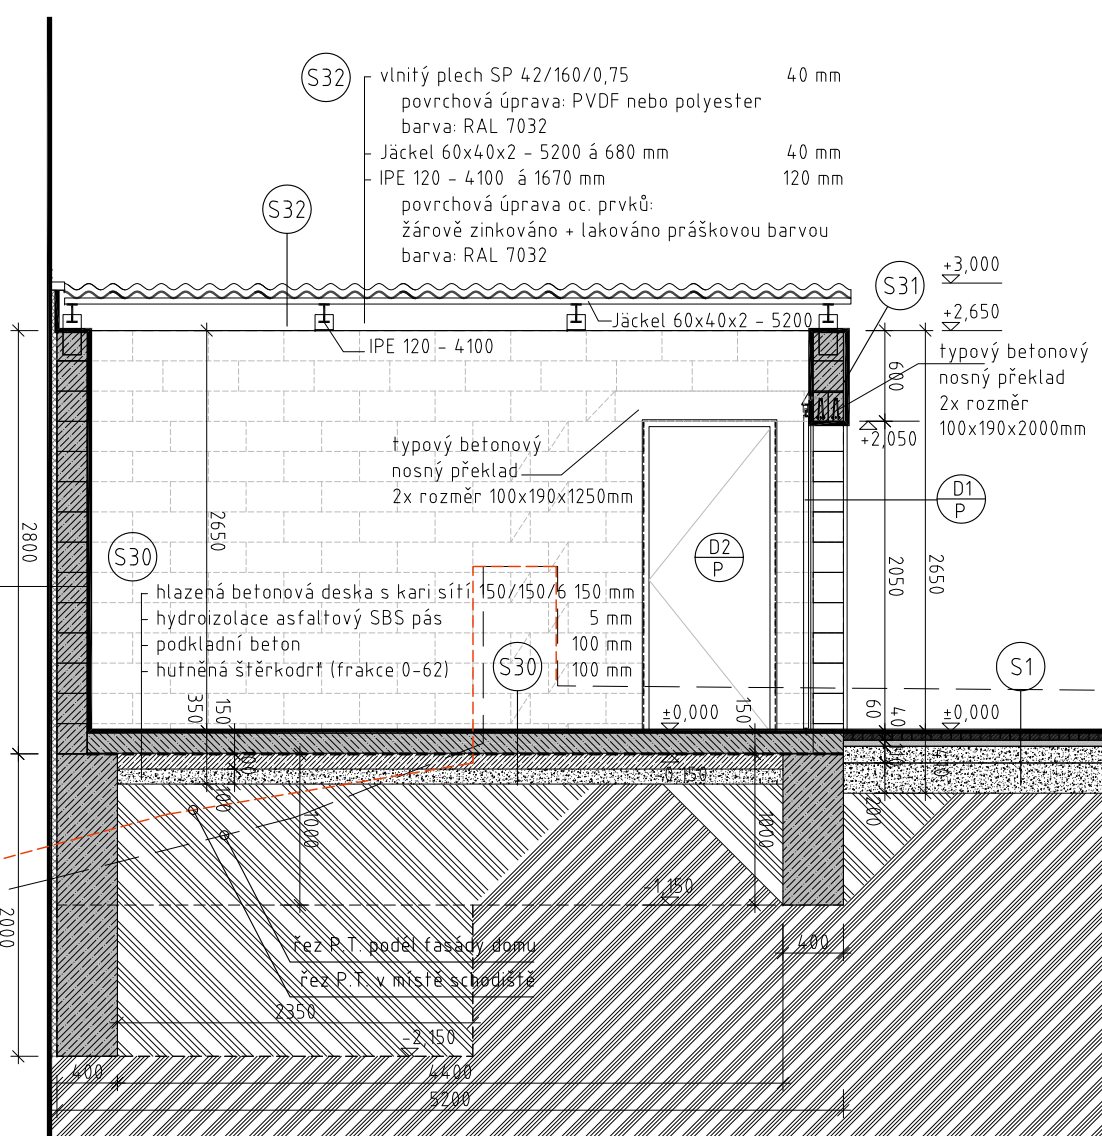 S32
vlnitý plech SP 42/160/0,75 40 mm
povrchová úprava: PVDF nebo polyester
barva: RAL 7032
Jäckel 60x40x2 - 5200 á 680 mm 40 mm
IPE 120 - 4100 á 1670 mm 120 mm
povrchová úprava oc. prvků:
žárově zinkováno + lakováno práškovou barvou
barva: RAL 7032
S32
S31
+3,000
+2,650
Jäckel 60x40x2 - 5200
IPE 120 - 4100
typový betonový
nosný překlad
2x rozměr
100x190x2000mm
600
+2,050
typový betonový
nosný překlad
2x rozměr 100x190x1250mm
D1
P
2800
2650
S30
D2
P
2050
2650
hlazená betonová deska s kari sítí 150/150/6 150 mm
hydroizolace asfaltový SBS pás 5 mm
podkladní beton 100 mm
hutněná štěrkodrť (frakce 0-62) 100 mm
S30
S1
350
150
±0,000
150
60
40
±0,000
-0,150
100
200
1000
1000
-1,150
2000
400
řez P.T. podél fasády domu
řez P.T. v místě schodiště
2350
-2,150
400
4400
5200